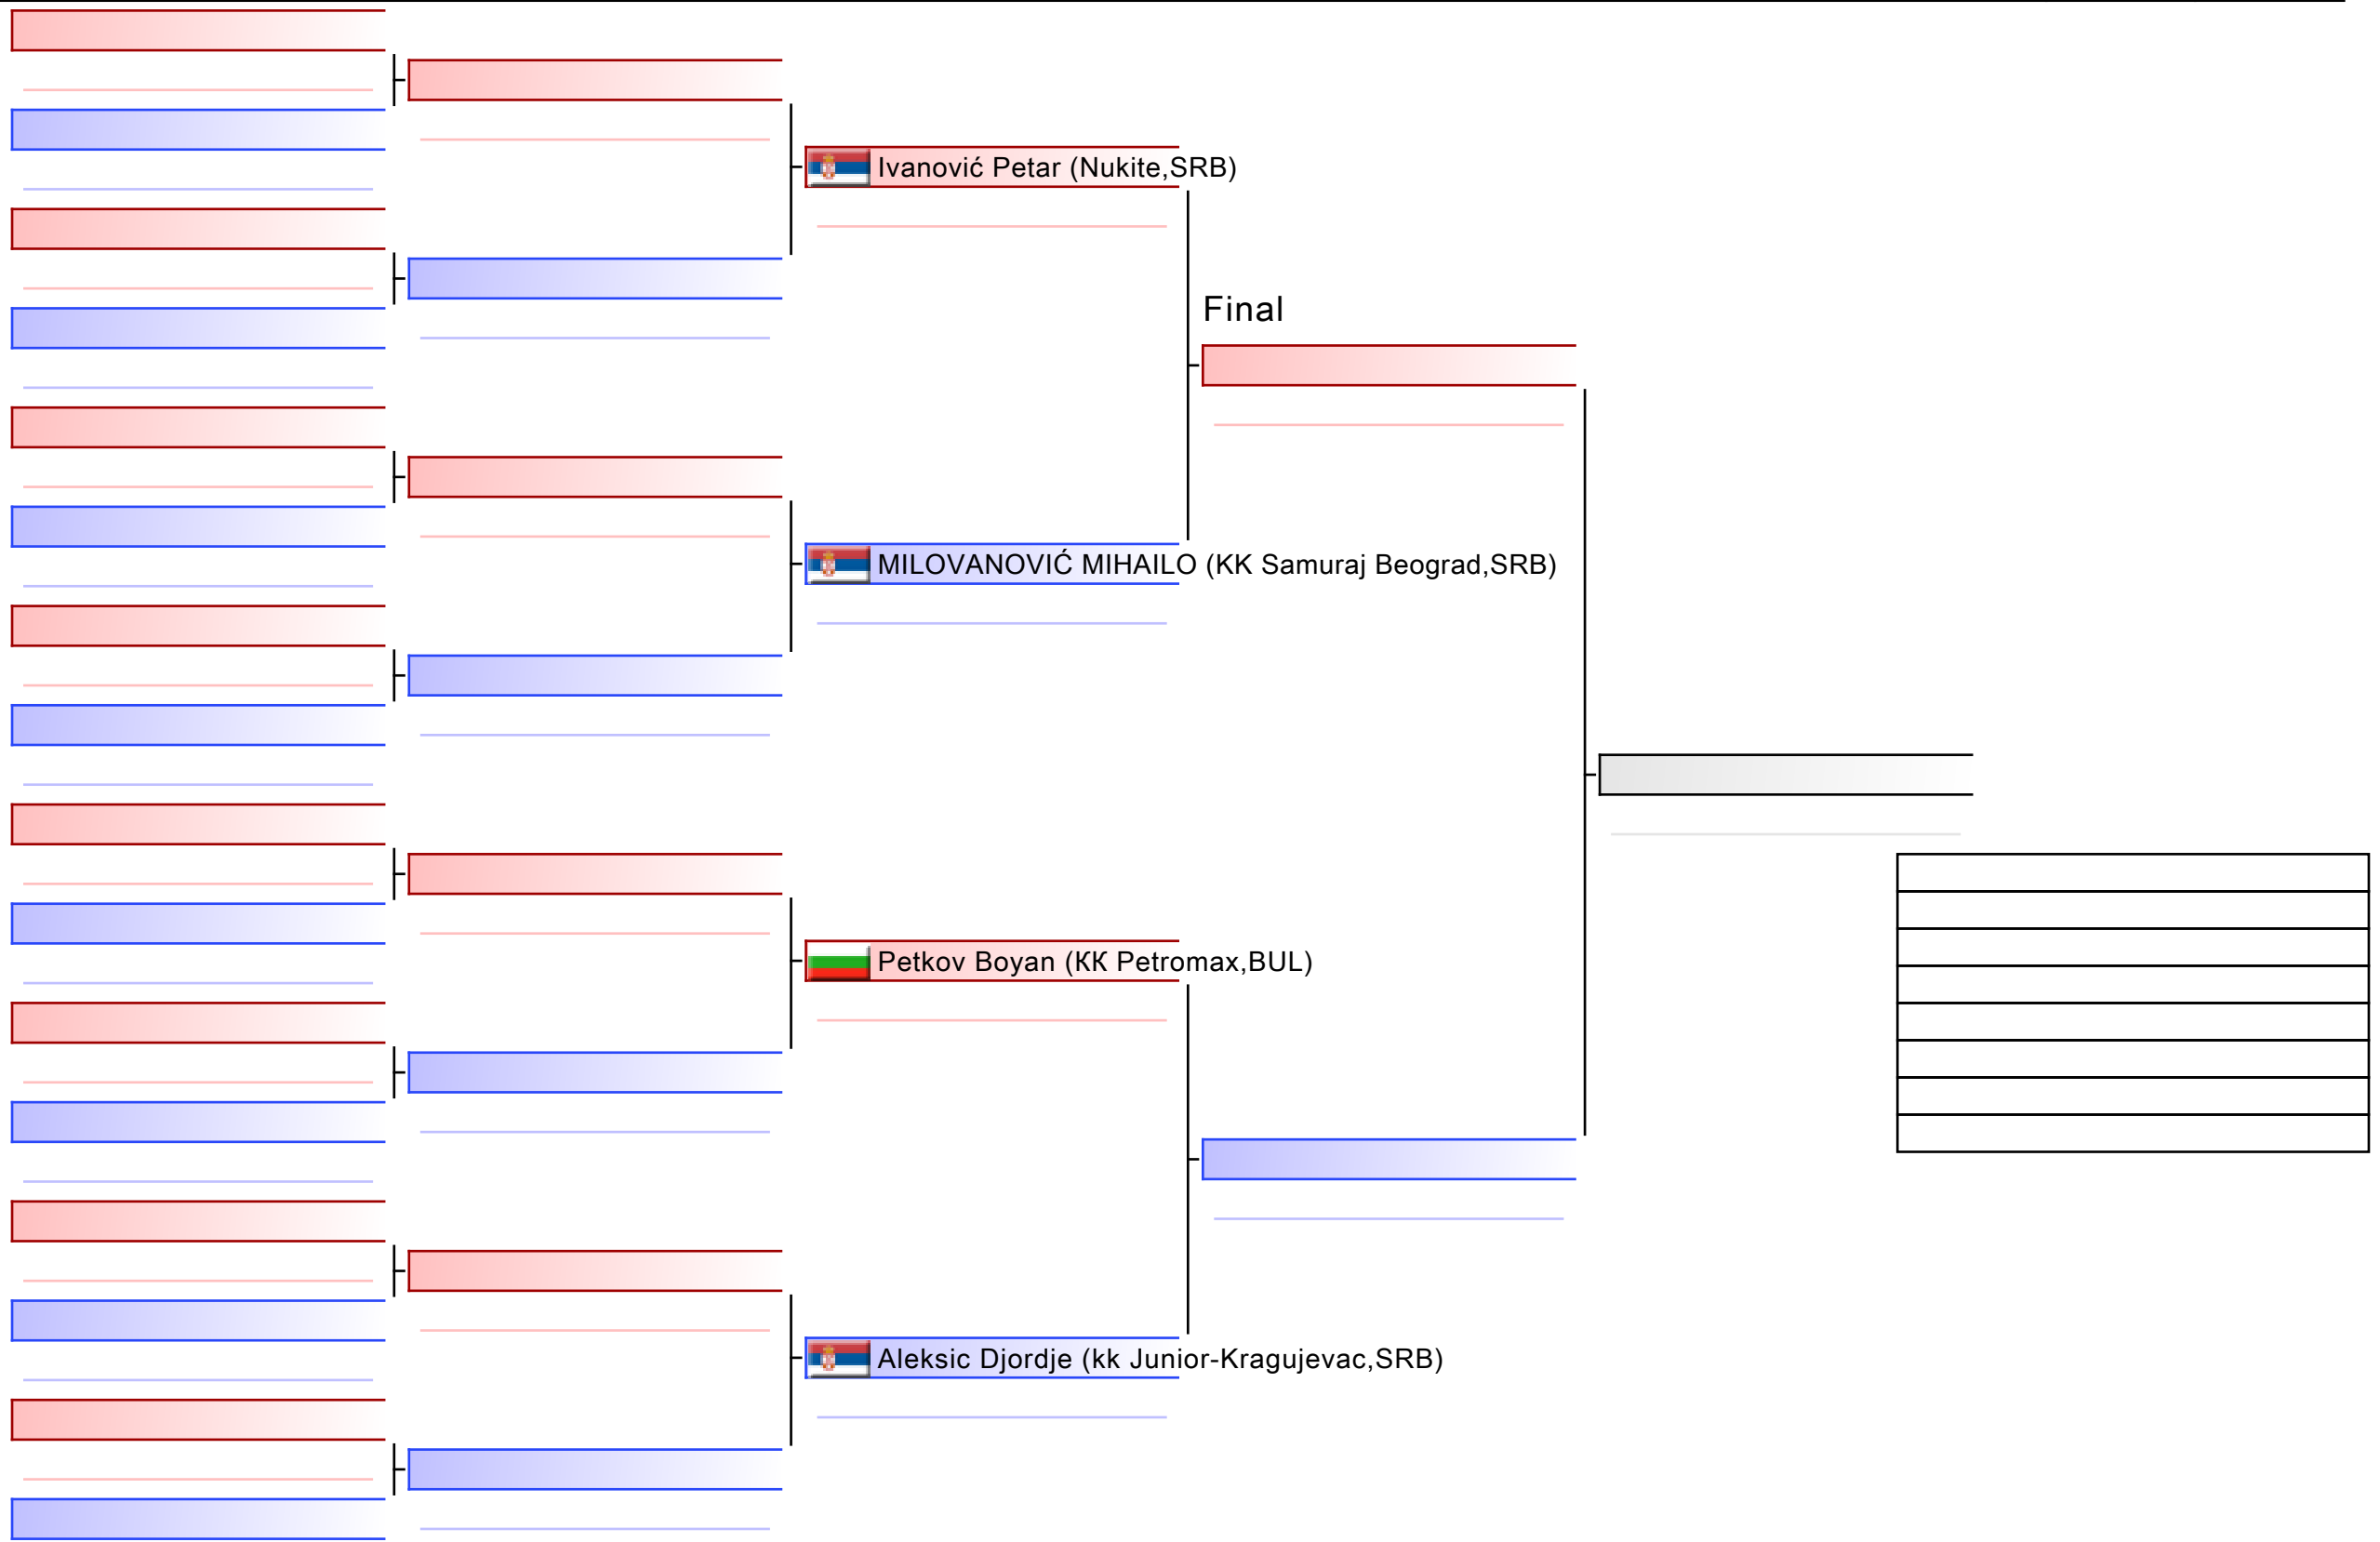 Ivanović Petar (Nukite,SRB)
Final
MILOVANOVIĆ MIHAILO (KK Samuraj Beograd,SRB)
Petkov Boyan (КК Petromax,BUL)
Aleksic Djordje (kk Junior-Kragujevac,SRB)